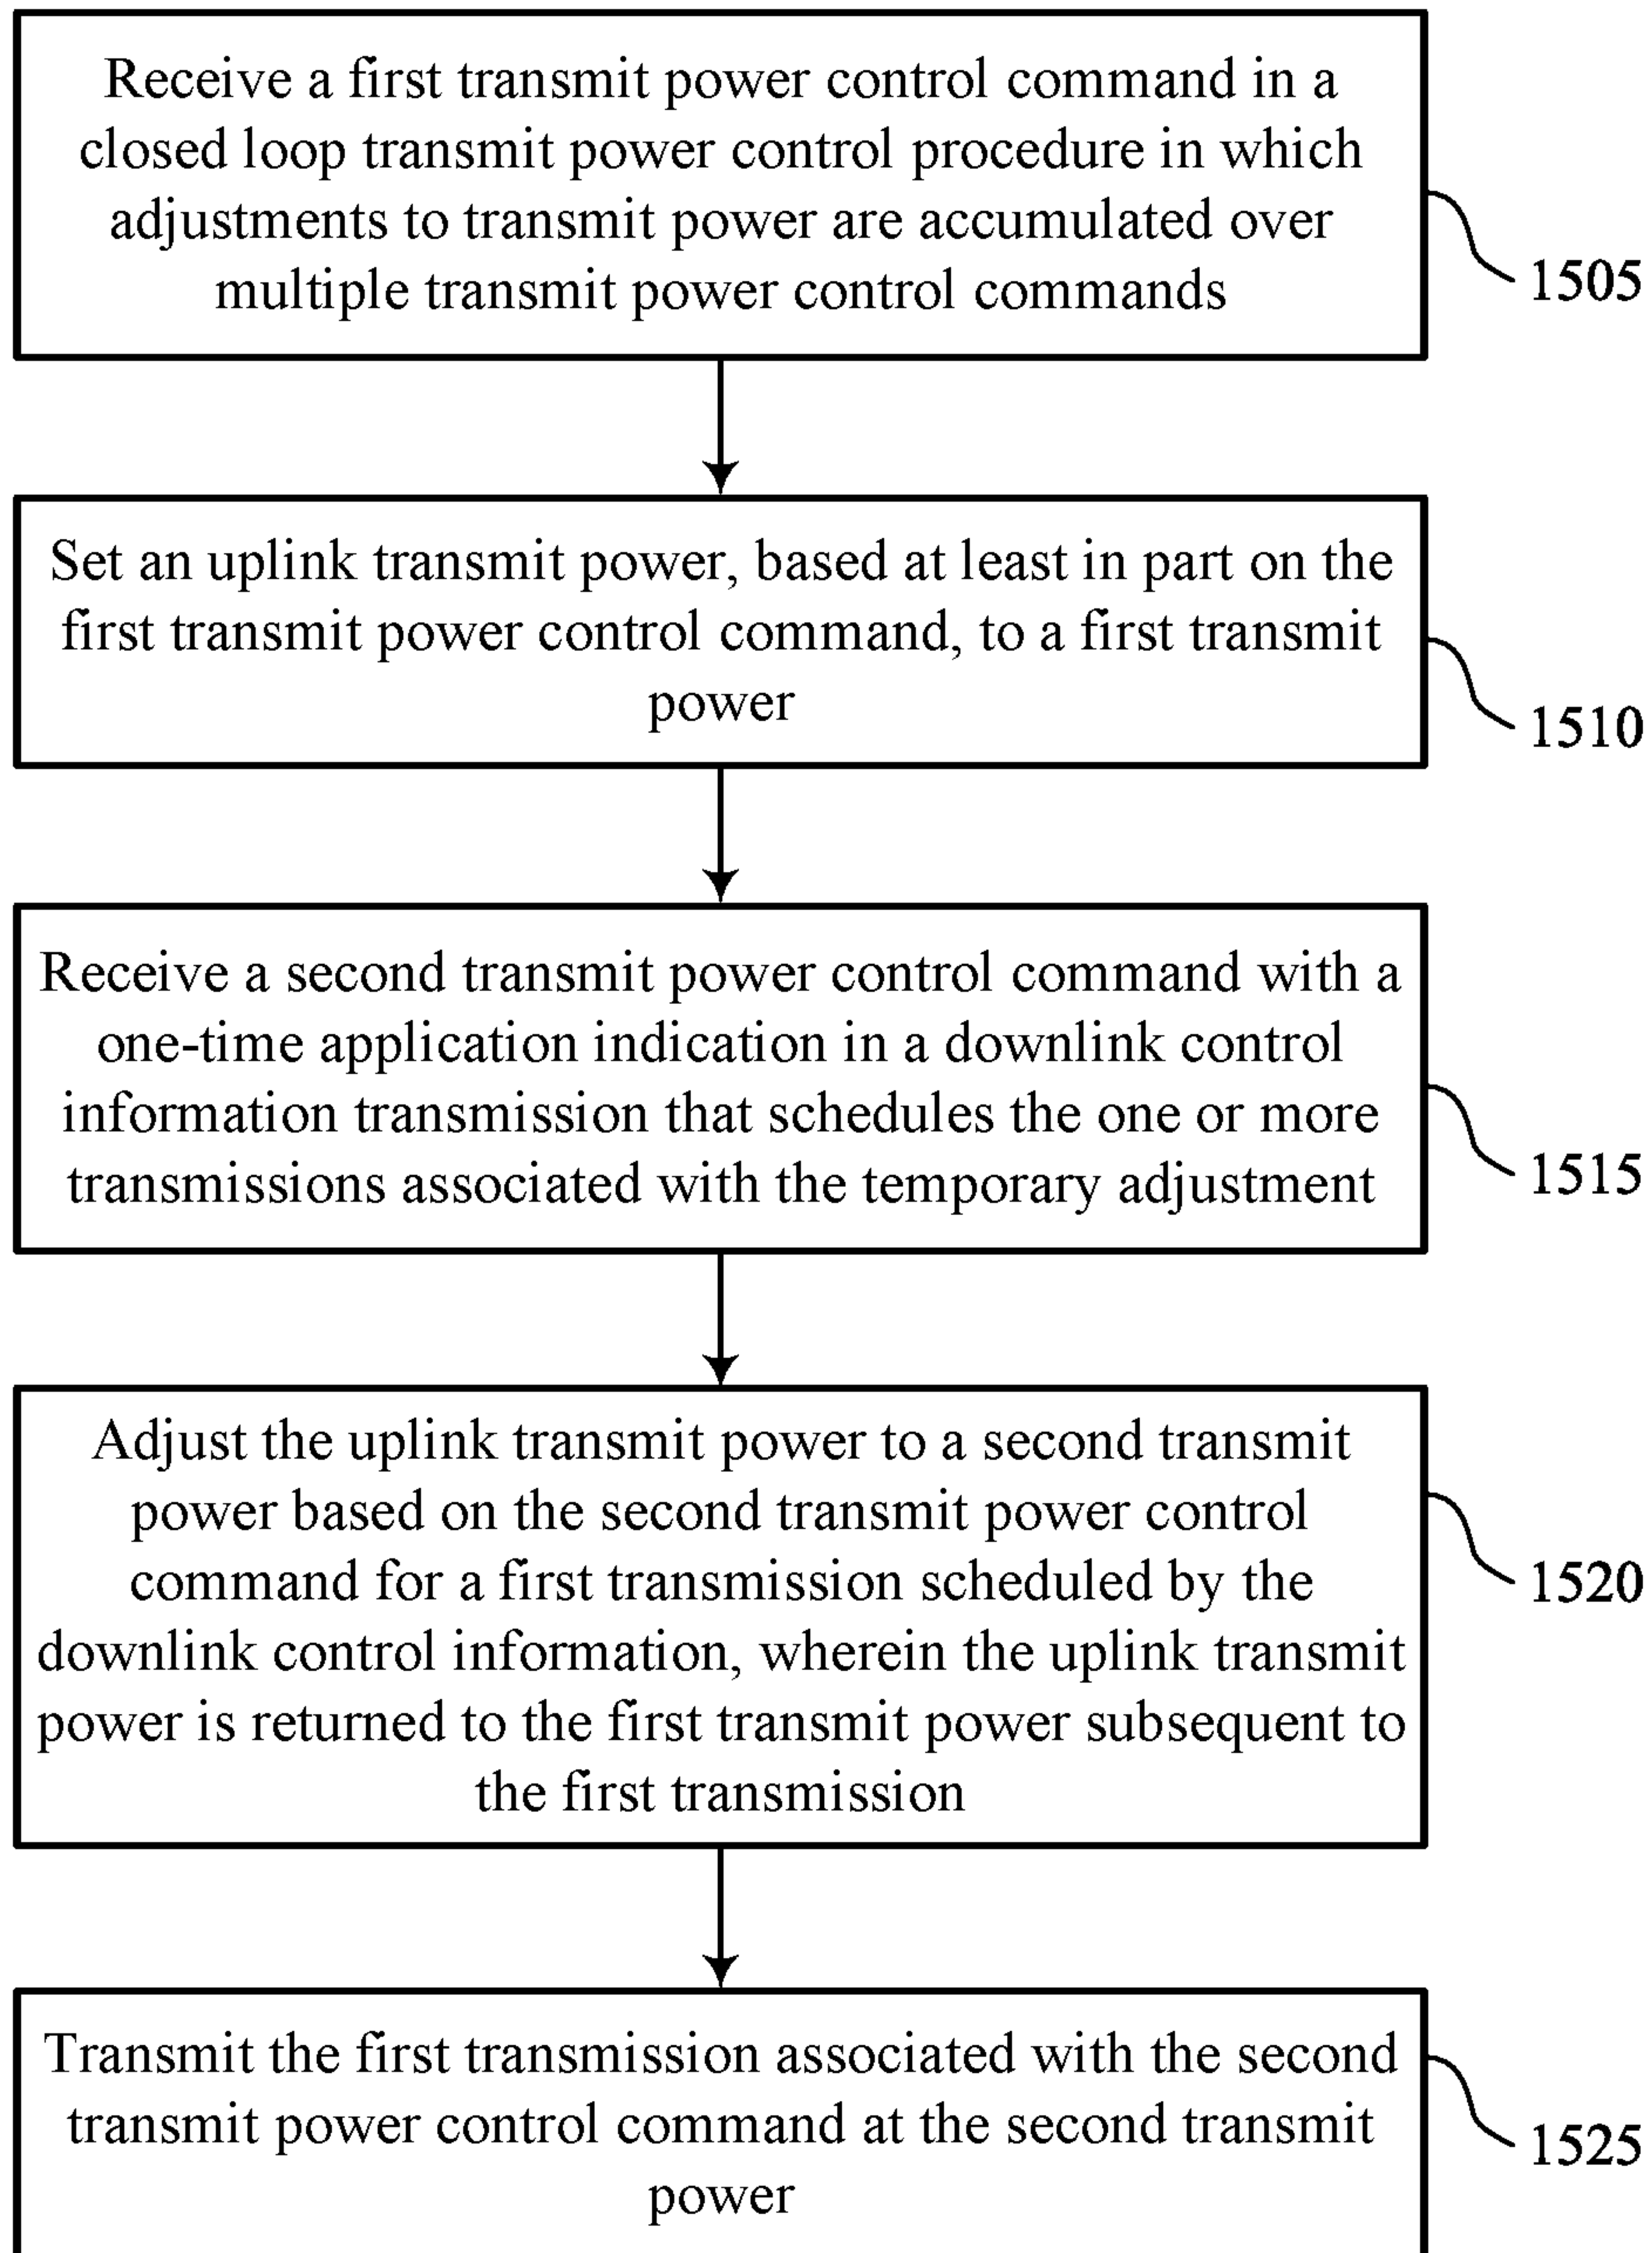 Receive a first transmit power control command in a
closed loop transmit power control procedure in which
adjustments to transmit power are accumulated over
multiple transmit power control commands
1505
Set an uplink transmit power, based at least in part on the
first transmit power control command, to a first transmit
power
1510
Receive a second transmit power control command with a
one-time application indication in a downlink control
information transmission that schedules the one or more
transmissions associated with the temporary adjustment
1515
Adjust the uplink transmit power to a second transmit
power based on the second transmit power control
command for a first transmission scheduled by the
downlink control information, wherein the uplink transmit
power is returned to the first transmit power subsequent to
the first transmission
1520
Transmit the first transmission associated with the second
transmit power control command at the second transmit
power
1525